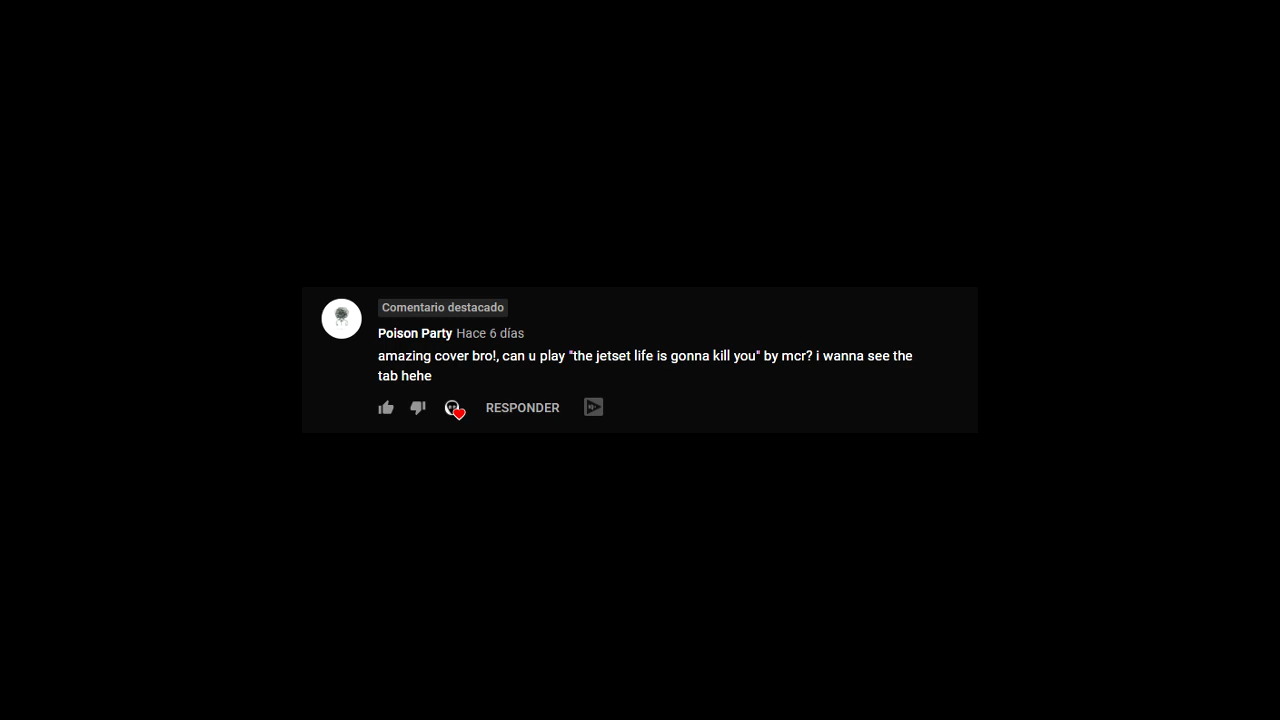 Comentario destacado
Poison Party Hace 6 días
amazing cover bro!, can u play "the jetset life is gonna kill you" by mcr? i wanna see the
tab hehe
RESPONDER